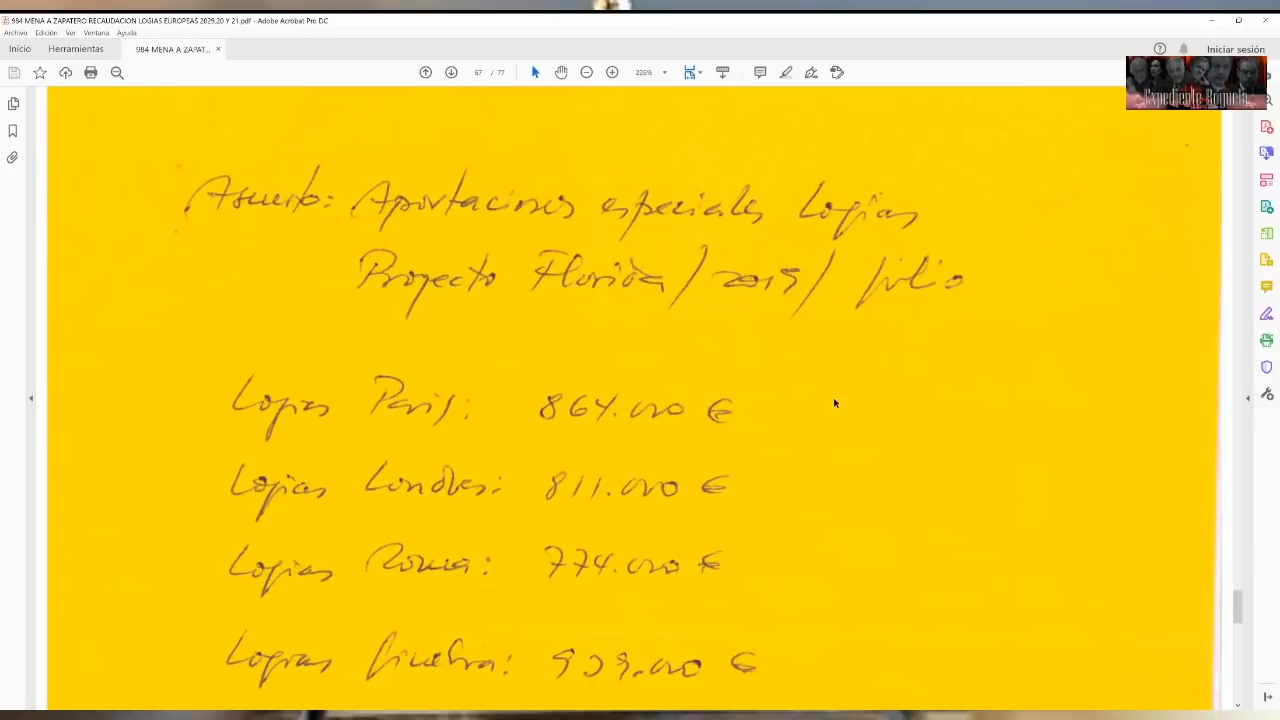 984 MENA A ZAPATERO RECAUDACION LOGIAS EUROPEAS 2029.20 Y 21.pdf - Adobe Acrobat Pro DC
Archivo Edición Ver Ventana Ayuda
Inicio Herramientas 984 MENA A ZAPAT... × Iniciar sesión
67 / 77 226%
Expediente Royuela
Asunto: Aportaciones especiales Logias
Proyecto Florida / 2019 / julio
Logias París: 864.000 €
Logias Londres: 811.000 €
Logias Roma: 774.000 €
Logias Ginebra: 939.000 €